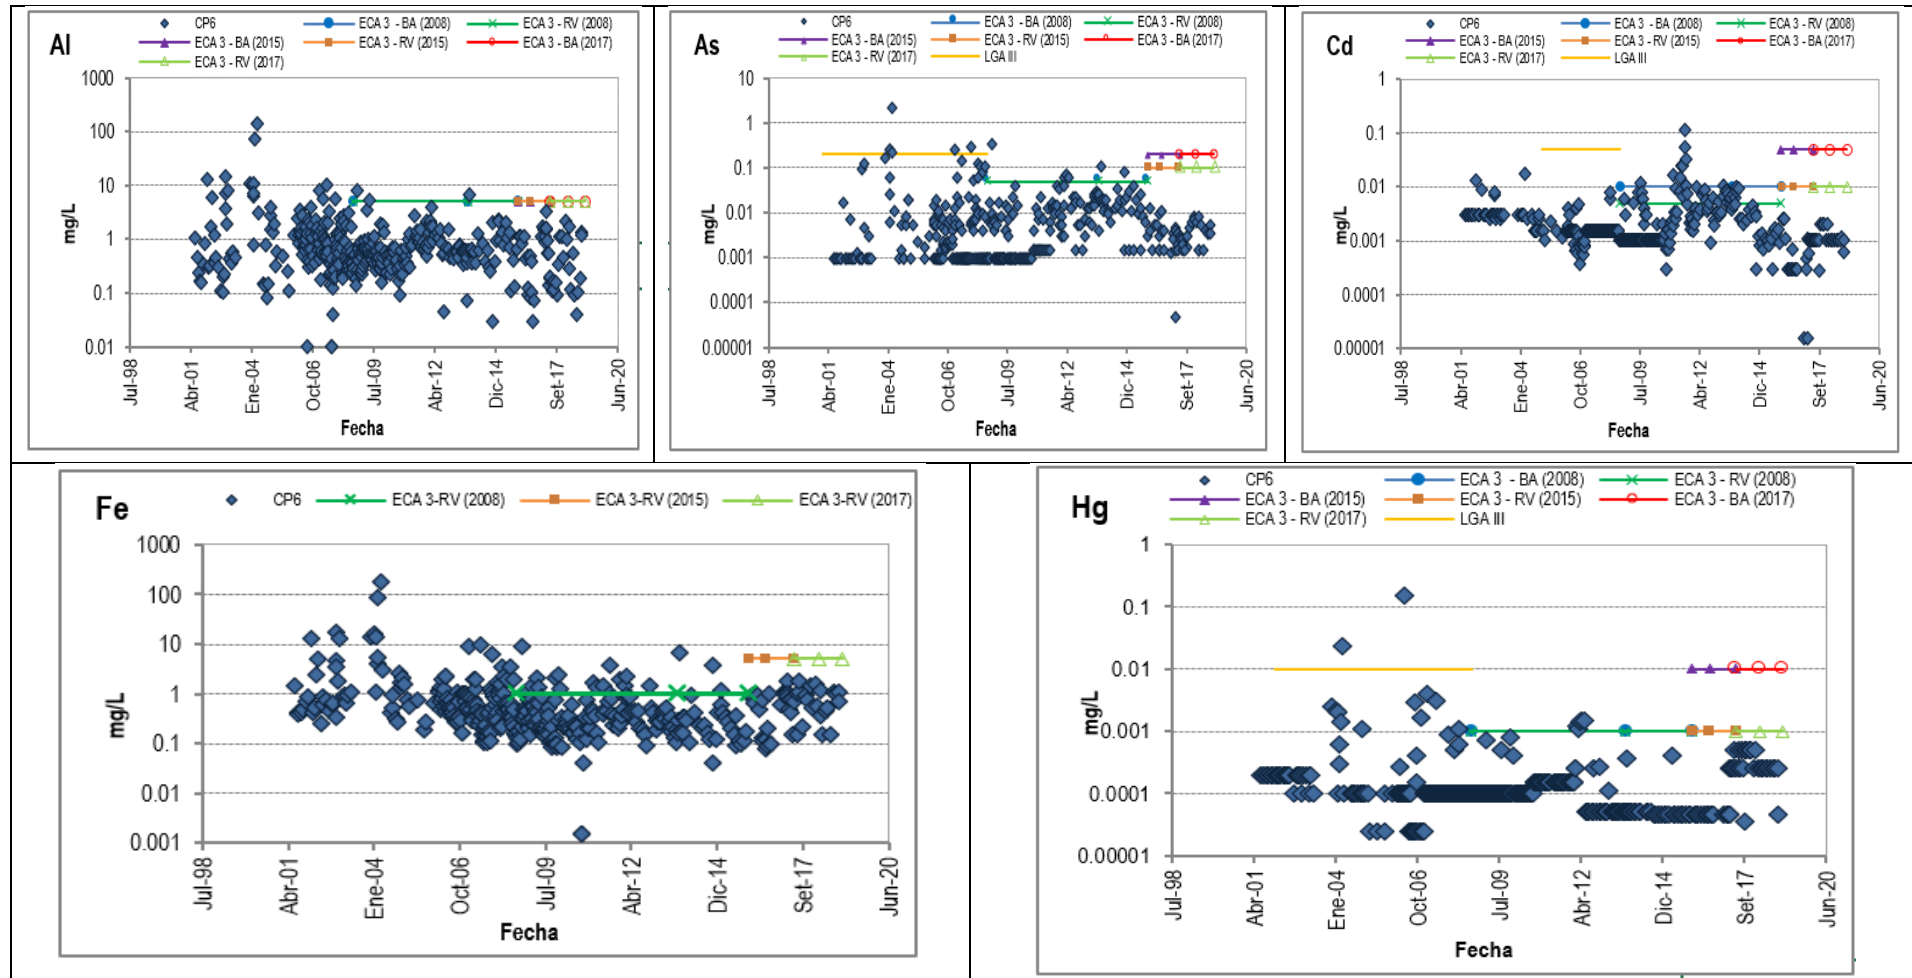 Al
CP6
ECA 3 - BA (2008)
ECA 3 - RV (2008)
ECA 3 - BA (2015)
ECA 3 - RV (2015)
ECA 3 - BA (2017)
ECA 3 - RV (2017)
1000
100
10
1
0.1
0.01
mg/L
Jul-98
Abr-01
Ene-04
Oct-06
Jul-09
Abr-12
Dic-14
Set-17
Jun-20
Fecha
As
CP6
ECA 3 - BA (2008)
ECA 3 - RV (2008)
ECA 3 - BA (2015)
ECA 3 - RV (2015)
ECA 3 - BA (2017)
ECA 3 - RV (2017)
LGA III
10
1
0.1
0.01
0.001
0.0001
0.00001
mg/L
Jul-98
Abr-01
Ene-04
Oct-06
Jul-09
Abr-12
Dic-14
Set-17
Jun-20
Fecha
Cd
CP6
ECA 3 - BA (2008)
ECA 3 - RV (2008)
ECA 3 - BA (2015)
ECA 3 - RV (2015)
ECA 3 - BA (2017)
ECA 3 - RV (2017)
LGA III
1
0.1
0.01
0.001
0.0001
0.00001
mg/L
Jul-98
Abr-01
Ene-04
Oct-06
Jul-09
Abr-12
Dic-14
Set-17
Jun-20
Fecha
Fe
CP6
ECA 3-RV (2008)
ECA 3-RV (2015)
ECA 3-RV (2017)
1000
100
10
1
0.1
0.01
0.001
mg/L
Jul-98
Abr-01
Ene-04
Oct-06
Jul-09
Abr-12
Dic-14
Set-17
Jun-20
Fecha
Hg
CP6
ECA 3 - BA (2008)
ECA 3 - RV (2008)
ECA 3 - BA (2015)
ECA 3 - RV (2015)
ECA 3 - BA (2017)
ECA 3 - RV (2017)
LGA III
1
0.1
0.01
0.001
0.0001
0.00001
mg/L
Jul-98
Abr-01
Ene-04
Oct-06
Jul-09
Abr-12
Dic-14
Set-17
Jun-20
Fecha